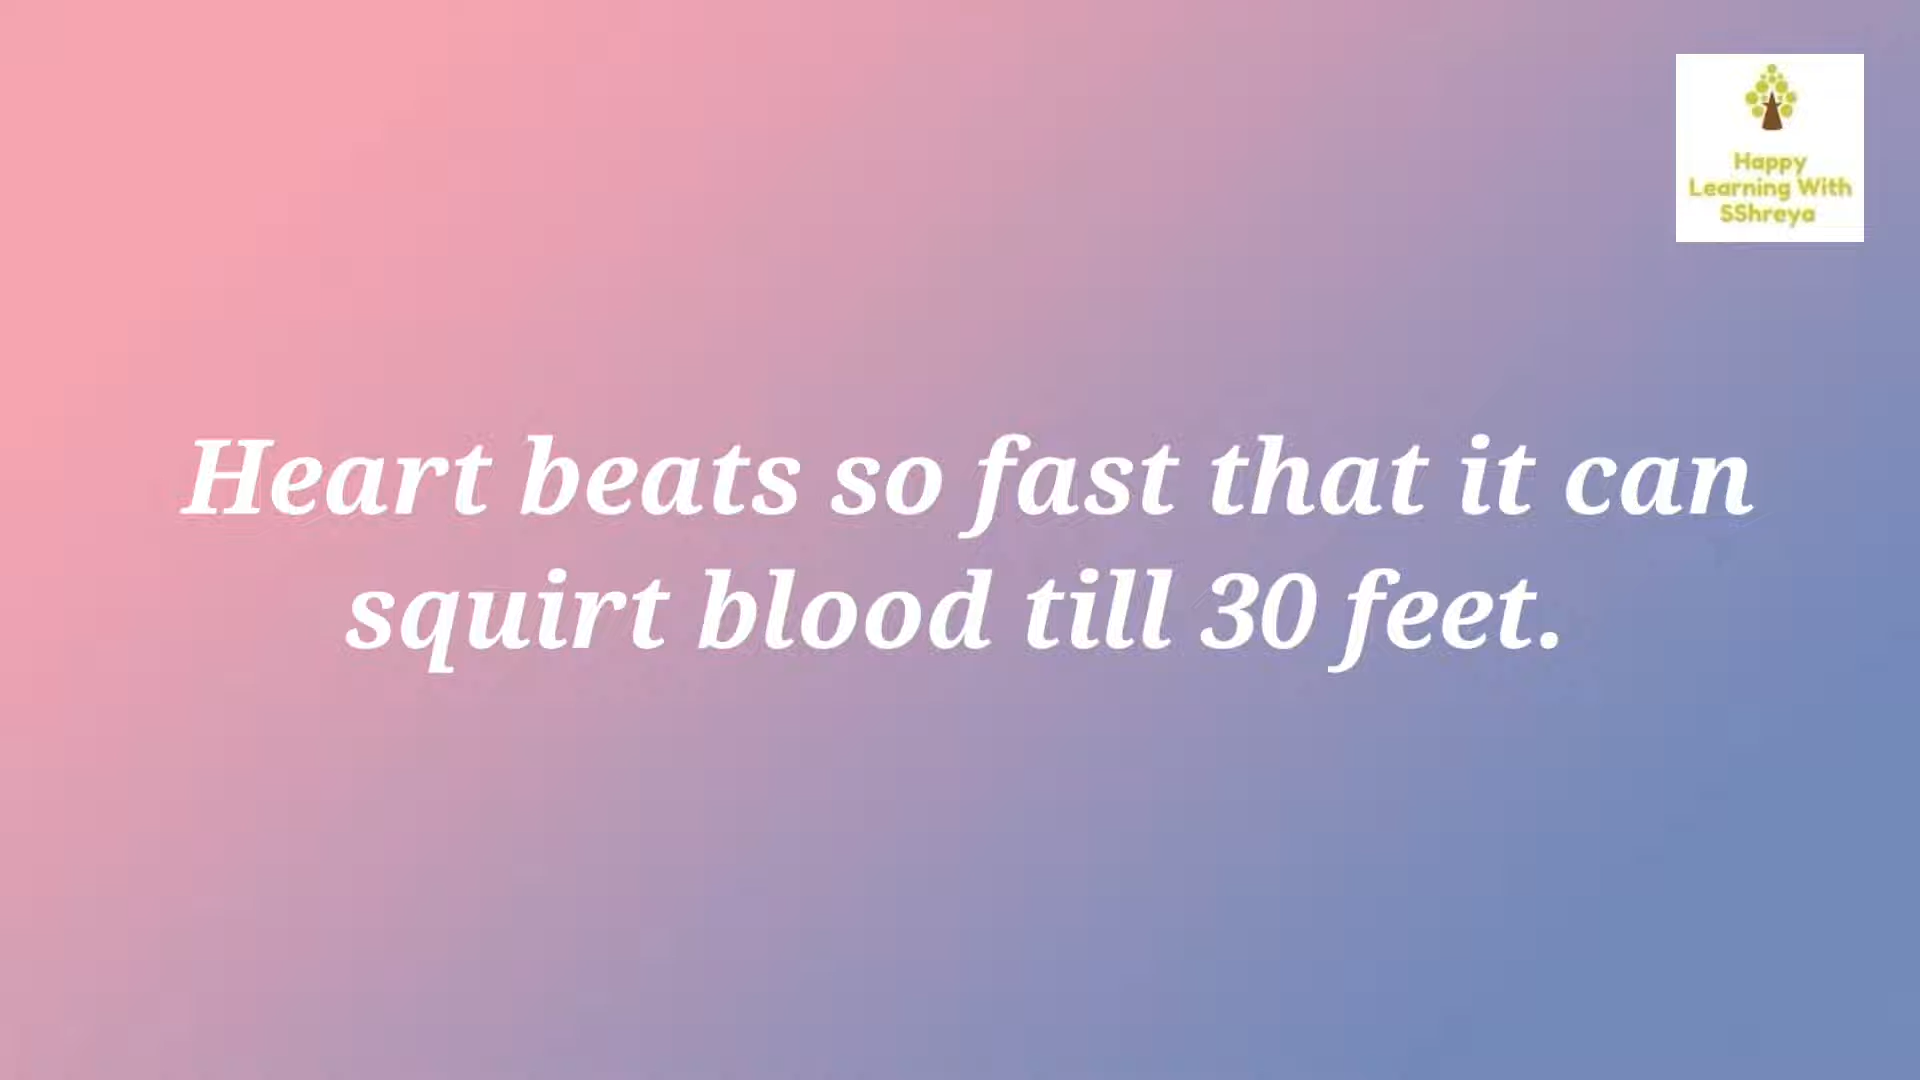 Happy
Learning With
SShreya
Heart beats so fast that it can
squirt blood till 30 feet.